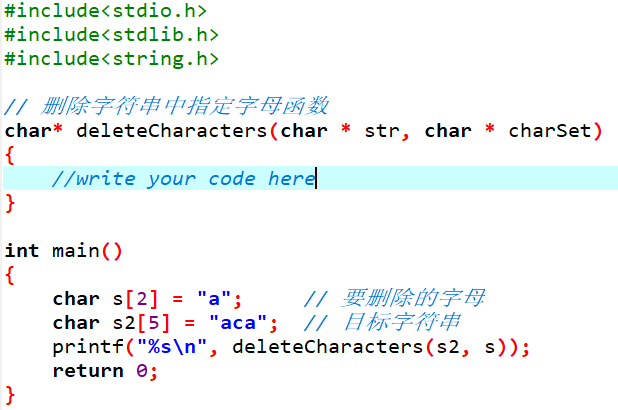 #include<stdio.h>
#include<stdlib.h>
#include<string.h>
// 删除字符串中指定字母函数
char* deleteCharacters(char * str, char * charSet)
{
//write your code here
}
int main()
{
char s[2] = "a"; // 要删除的字母
char s2[5] = "aca"; // 目标字符串
printf("%s\n", deleteCharacters(s2, s));
return 0;
}